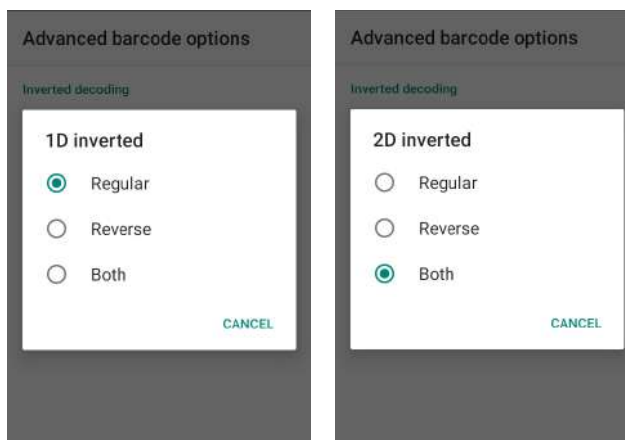 Advanced barcode options
Inverted decoding
1D inverted
Regular
Reverse
Both
CANCEL
Advanced barcode options
Inverted decoding
2D inverted
Regular
Reverse
Both
CANCEL